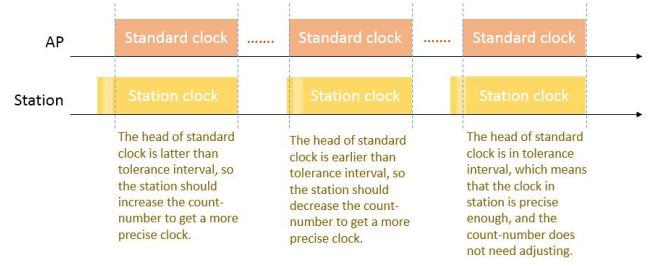 AP
Standard clock ....... Standard clock ....... Standard clock
Station
Station clock Station clock Station clock
The head of standard
clock is latter than
tolerance interval, so
the station should
increase the count-
number to get a more
precise clock.
The head of standard
clock is earlier than
tolerance interval, so
the station should
decrease the count-
number to get a more
precise clock.
The head of standard
clock is in tolerance
interval, which means
that the clock in
station is precise
enough, and the
count-number does
not need adjusting.